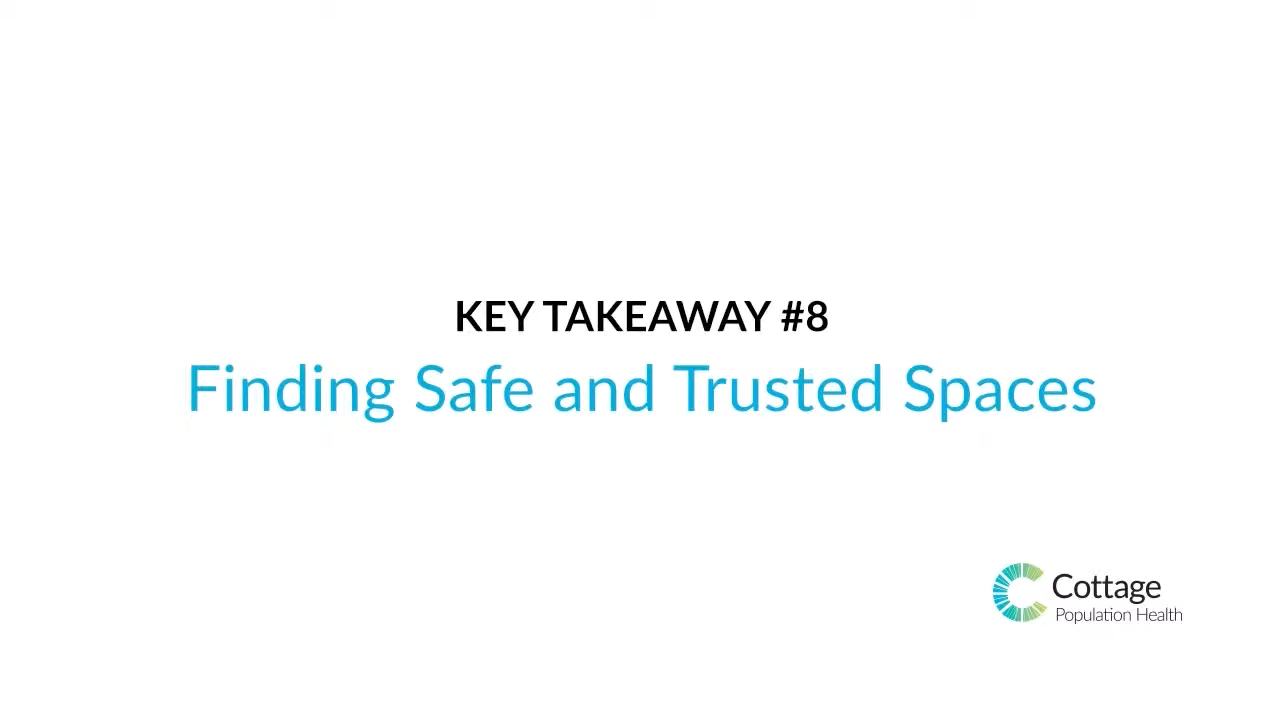 KEY TAKEAWAY #8
Finding Safe and Trusted Spaces
Cottage
Population Health